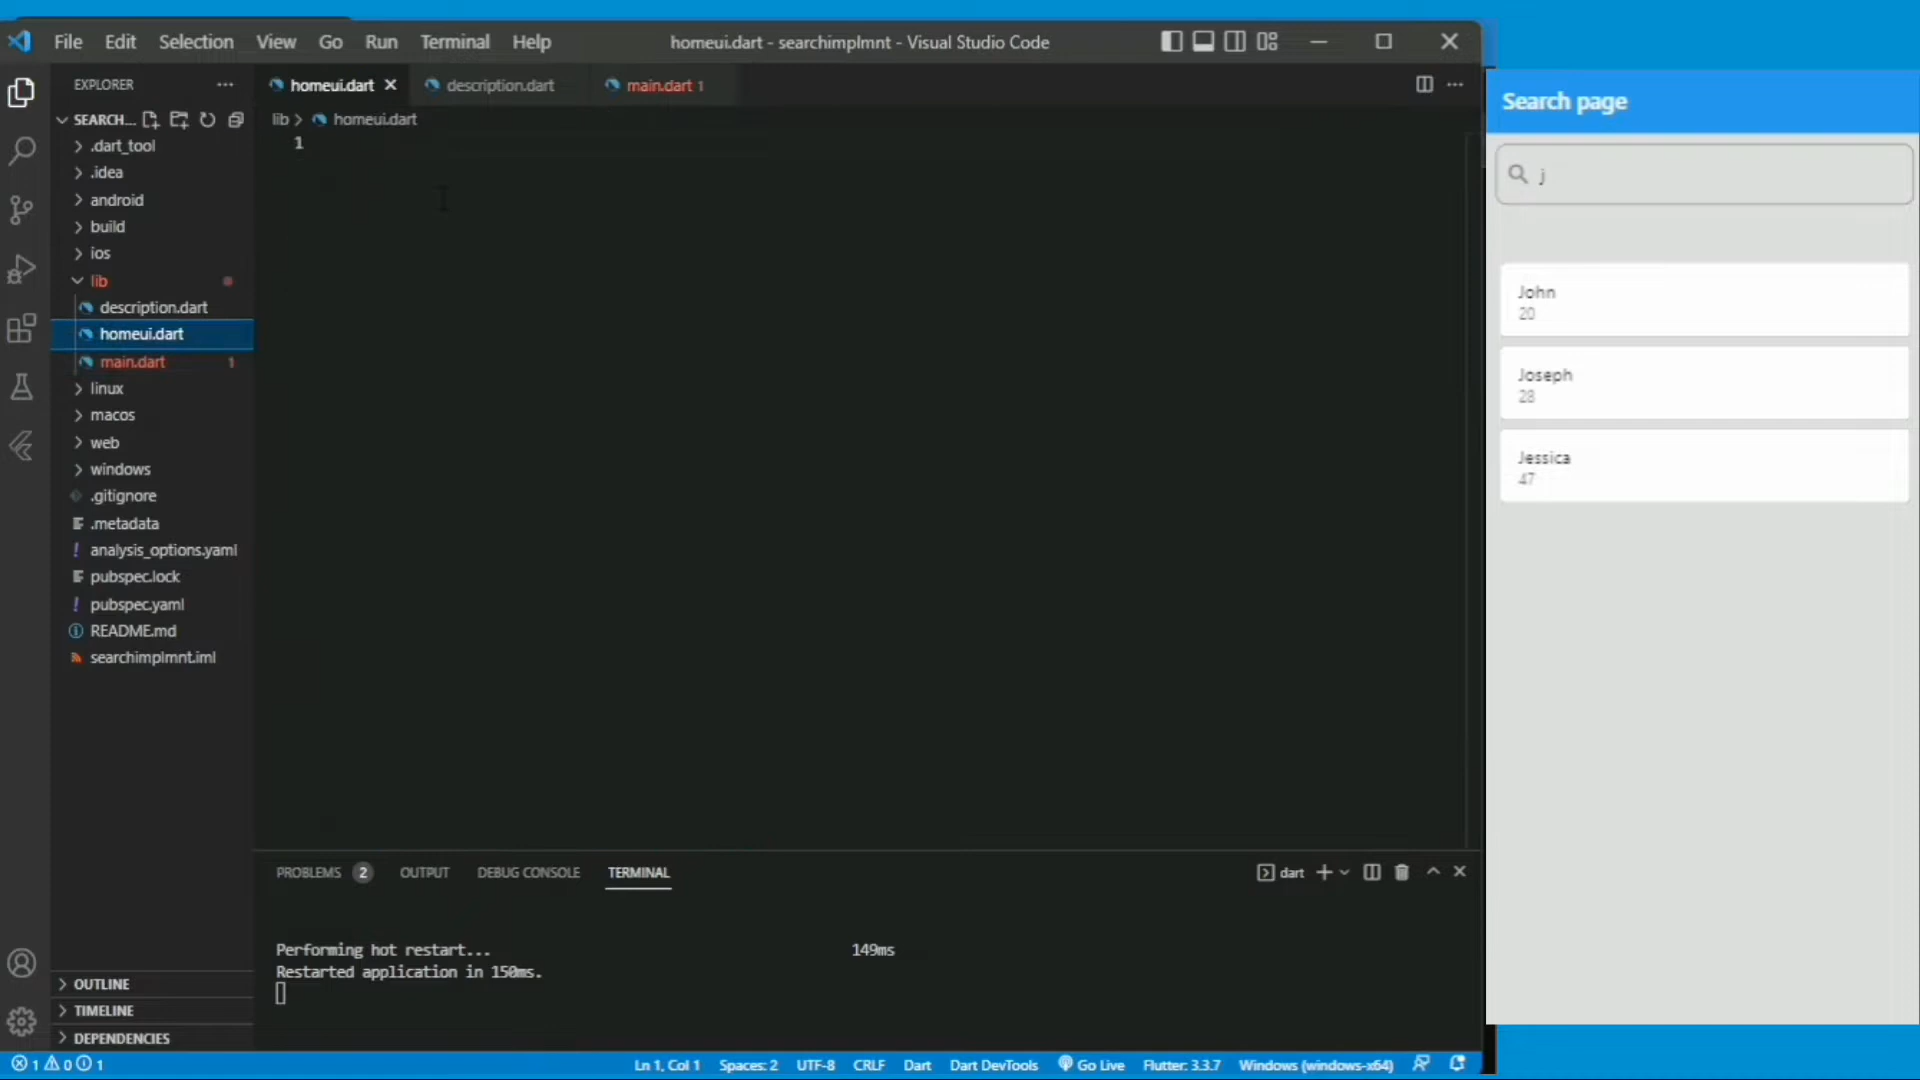 File Edit Selection View Go Run Terminal Help
homeui.dart - searchimplmnt - Visual Studio Code
EXPLORER
SEARCH...
.dart_tool
.idea
android
build
ios
lib
description.dart
homeui.dart
main.dart 1
linux
macos
web
windows
.gitignore
.metadata
analysis_options.yaml
pubspec.lock
pubspec.yaml
README.md
searchimplmnt.iml
OUTLINE
TIMELINE
DEPENDENCIES
homeui.dart description.dart main.dart 1
lib > homeui.dart
1
PROBLEMS 2 OUTPUT DEBUG CONSOLE TERMINAL
dart
Performing hot restart... 149ms
Restarted application in 150ms.
1 0 1
Ln 1, Col 1 Spaces: 2 UTF-8 CRLF Dart Dart DevTools Go Live Flutter: 3.3.7 Windows (windows-x64)
Search page
j
John
20
Joseph
28
Jessica
47